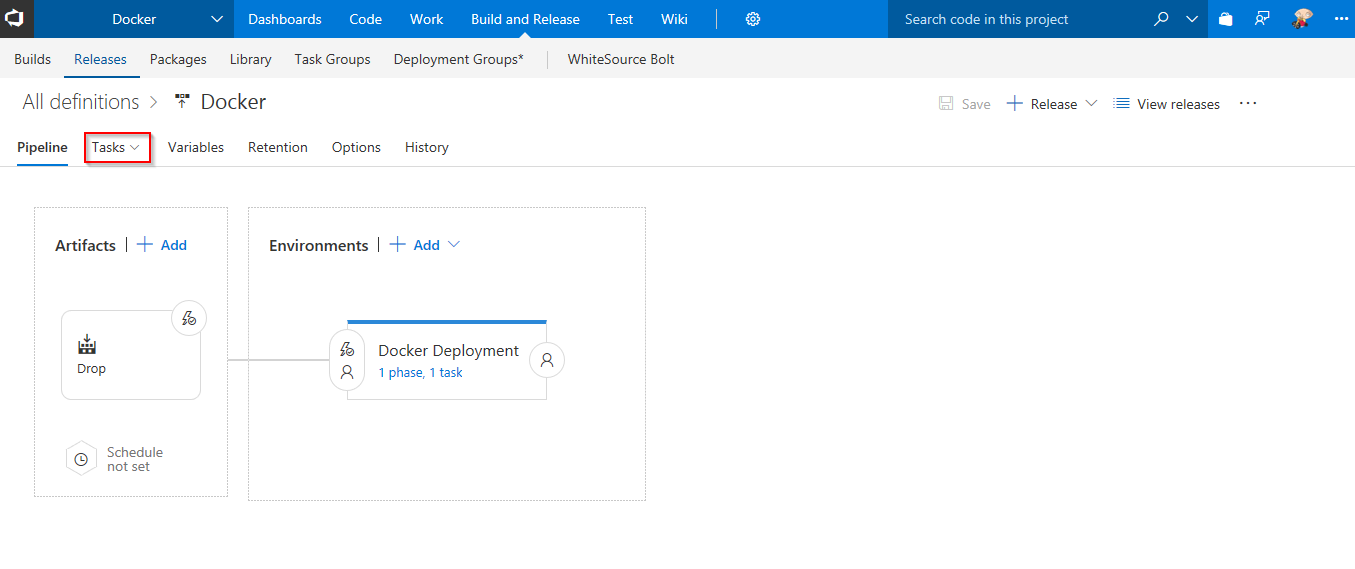 Docker Dashboards Code Work Build and Release Test Wiki Search code in this project
Builds Releases Packages Library Task Groups Deployment Groups* WhiteSource Bolt
All definitions Docker Save Release View releases
Pipeline Tasks Variables Retention Options History
Artifacts Add
Environments Add
Drop
Docker Deployment
1 phase, 1 task
Schedule
not set